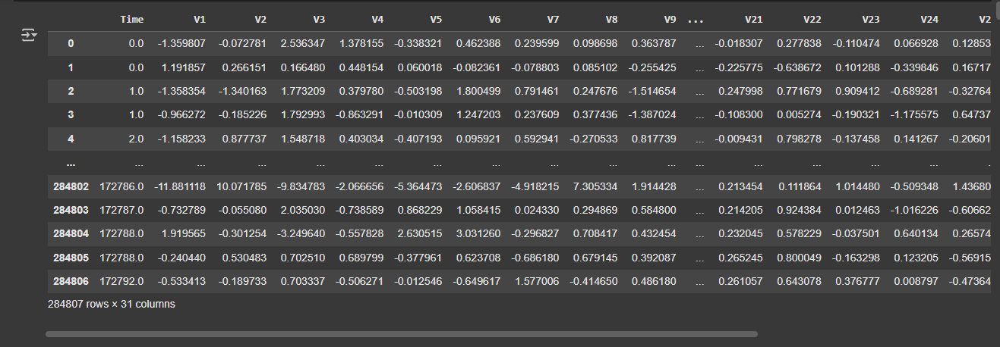 Time V1 V2 V3 V4 V5 V6 V7 V8 V9 ... V21 V22 V23 V24 V2
0 0.0 -1.359807 -0.072781 2.536347 1.378155 -0.338321 0.462388 0.239599 0.098698 0.363787 ... -0.018307 0.277838 -0.110474 0.066928 0.12853
1 0.0 1.191857 0.266151 0.166480 0.448154 0.060018 -0.082361 -0.078803 0.085102 -0.255425 ... -0.225775 -0.638672 0.101288 -0.339846 0.16717
2 1.0 -1.358354 -1.340163 1.773209 0.379780 -0.503198 1.800499 0.791461 0.247676 -1.514654 ... 0.247998 0.771679 0.909412 -0.689281 -0.32764
3 1.0 -0.966272 -0.185226 1.792993 -0.863291 -0.010309 1.247203 0.237609 0.377436 -1.387024 ... -0.108300 0.005274 -0.190321 -1.175575 0.64737
4 2.0 -1.158233 0.877737 1.548718 0.403034 -0.407193 0.095921 0.592941 -0.270533 0.817739 ... -0.009431 0.798278 -0.137458 0.141267 -0.20601
... ... ... ... ... ... ... ... ... ... ... ... ... ... ... ... .
284802 172786.0 -11.881118 10.071785 -9.834783 -2.066656 -5.364473 -2.606837 -4.918215 7.305334 1.914428 ... 0.213454 0.111864 1.014480 -0.509348 1.43680
284803 172787.0 -0.732789 -0.055080 2.035030 -0.738589 0.868229 1.058415 0.024330 0.294869 0.584800 ... 0.214205 0.924384 0.012463 -1.016226 -0.60662
284804 172788.0 1.919565 -0.301254 -3.249640 -0.557828 2.630515 3.031260 -0.296827 0.708417 0.432454 ... 0.232045 0.578229 -0.037501 0.640134 0.26574
284805 172788.0 -0.240440 0.530483 0.702510 0.689799 -0.377961 0.623708 -0.686180 0.679145 0.392087 ... 0.265245 0.800049 -0.163298 0.123205 -0.56915
284806 172792.0 -0.533413 -0.189733 0.703337 -0.506271 -0.012546 -0.649617 1.577006 -0.414650 0.486180 ... 0.261057 0.643078 0.376777 0.008797 -0.47364
284807 rows × 31 columns